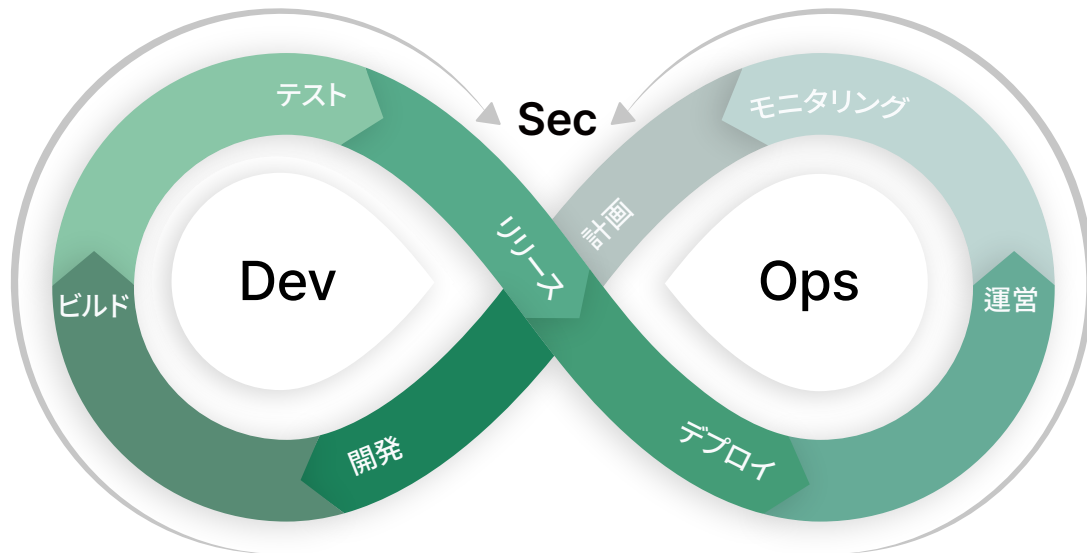 テスト
モニタリング
Sec
計画
リリース
Dev
Ops
ビルド
運営
開発
デプロイ